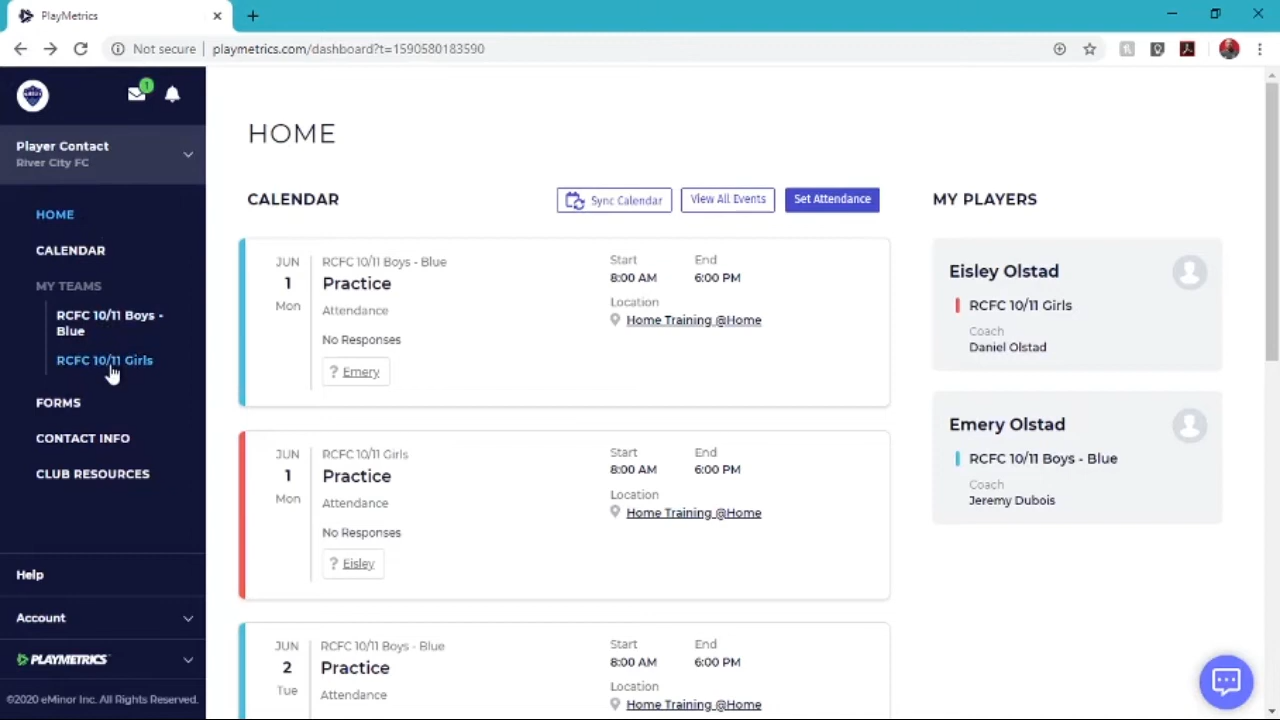 PlayMetrics
Not secure
playmetrics.com/dashboard?t=1590580183590
1
Player Contact
River City FC
HOME
CALENDAR
MY TEAMS
RCFC 10/11 Boys -
Blue
RCFC 10/11 Girls
FORMS
CONTACT INFO
CLUB RESOURCES
Help
Account
PLAYMETRICS
©2020 eMinor Inc. All Rights Reserved.
HOME
CALENDAR
Sync Calendar
View All Events
Set Attendance
JUN
1
Mon
RCFC 10/11 Boys - Blue
Practice
Attendance
No Responses
? Emery
Start
8:00 AM
End
6:00 PM
Location
Home Training @Home
JUN
1
Mon
RCFC 10/11 Girls
Practice
Attendance
No Responses
? Eisley
Start
8:00 AM
End
6:00 PM
Location
Home Training @Home
JUN
2
Tue
RCFC 10/11 Boys - Blue
Practice
Attendance
Start
8:00 AM
End
6:00 PM
Location
Home Training @Home
MY PLAYERS
Eisley Olstad
RCFC 10/11 Girls
Coach
Daniel Olstad
Emery Olstad
RCFC 10/11 Boys - Blue
Coach
Jeremy Dubois